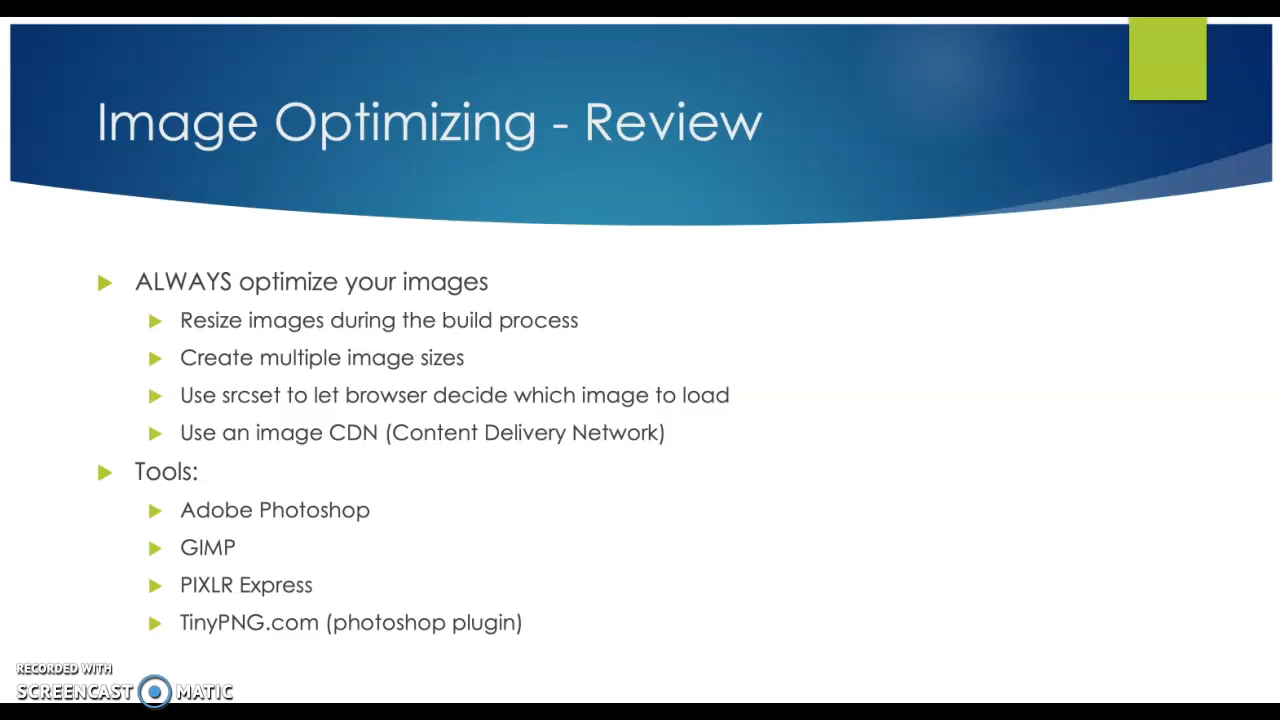 Image Optimizing - Review
ALWAYS optimize your images
Resize images during the build process
Create multiple image sizes
Use srcset to let browser decide which image to load
Use an image CDN (Content Delivery Network)
Tools:
Adobe Photoshop
GIMP
PIXLR Express
TinyPNG.com (photoshop plugin)
RECORDED WITH
SCREENCAST MATIC